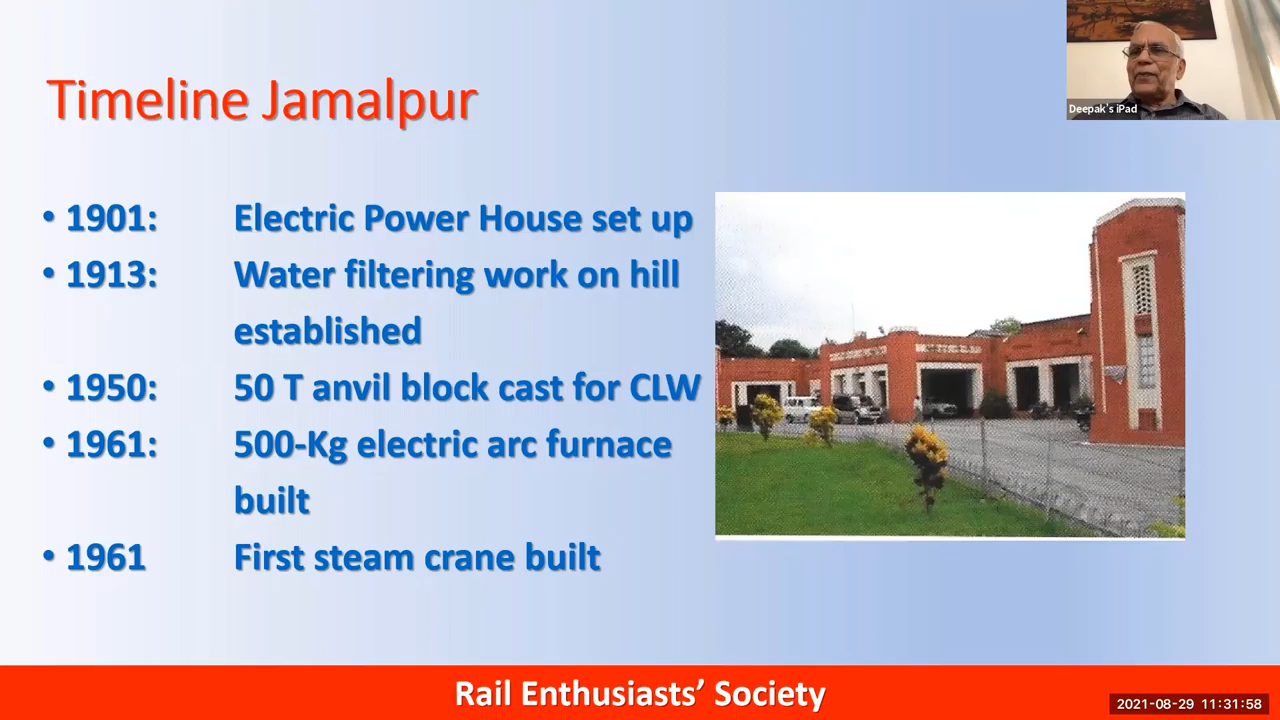 Timeline Jamalpur
Deepak's iPad
• 1901: Electric Power House set up
• 1913: Water filtering work on hill
established
• 1950: 50 T anvil block cast for CLW
• 1961: 500-Kg electric arc furnace
built
• 1961 First steam crane built
Rail Enthusiasts’ Society
2021-08-29 11:31:58